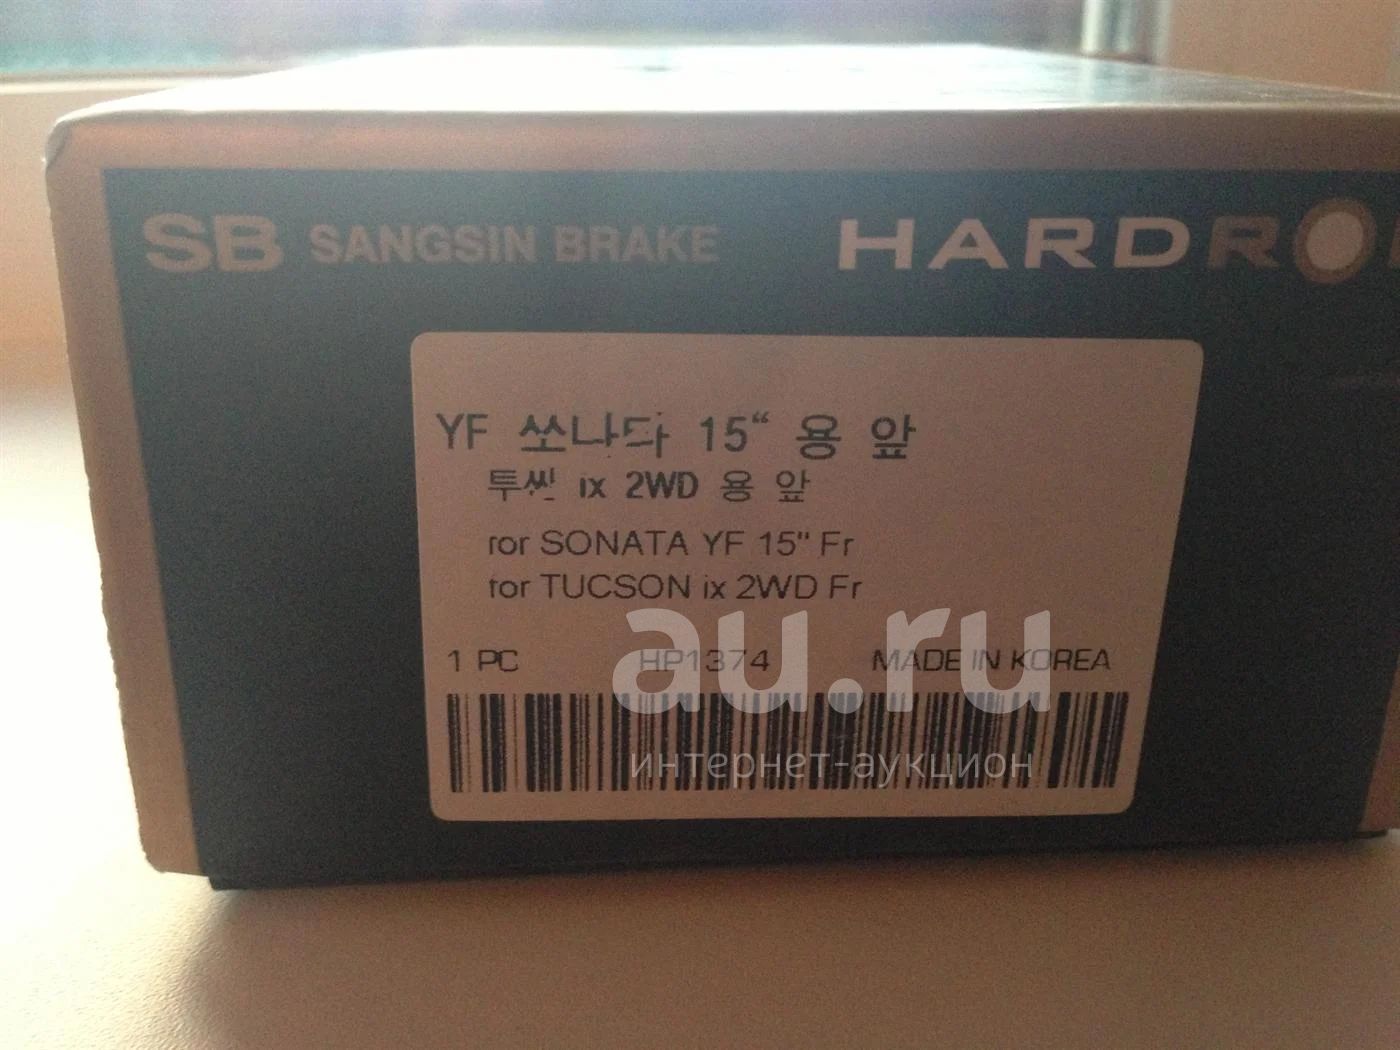 SB SANGSIN BRAKE HARDRO
YF 쏘나타 15“ 용 앞
투싼 ix 2WD 용 앞
for SONATA YF 15" Fr
for TUCSON ix 2WD Fr
1 PC HP1374 MADE IN KOREA
au.ru
интернет-аукцион